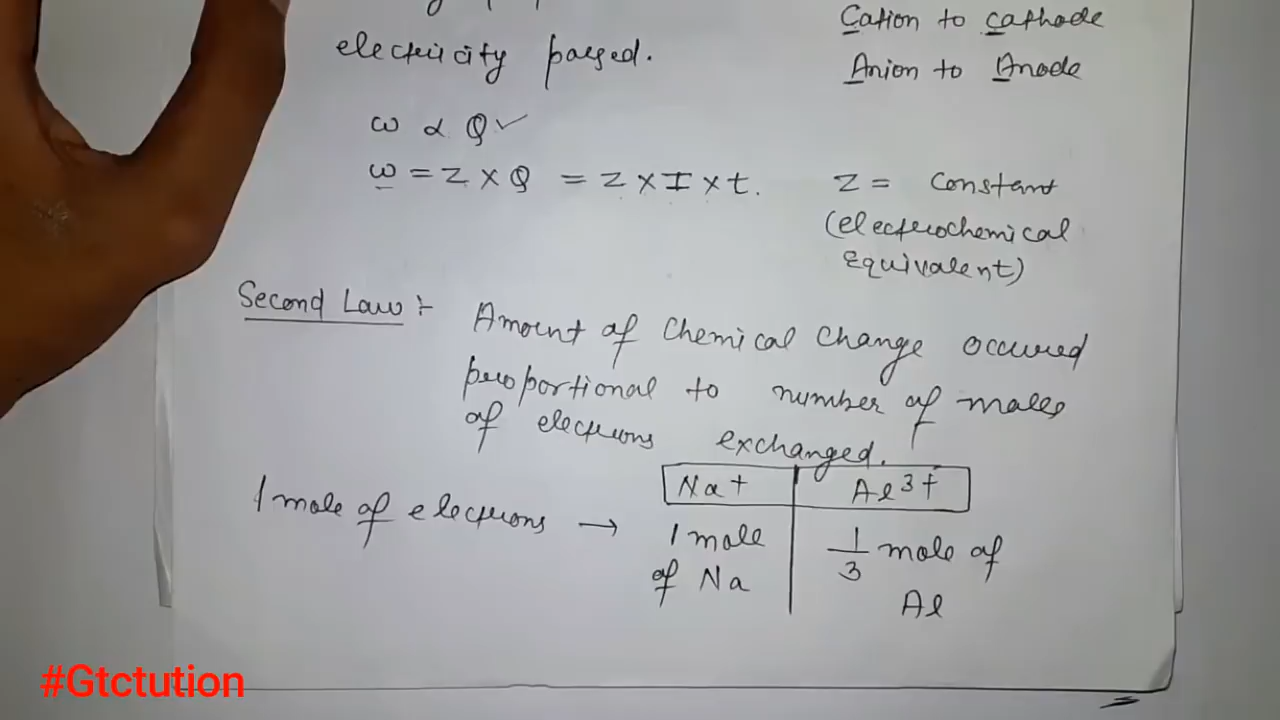 Cation to cathode
electricity passed.
Anion to Anode
w α Q ✓
w = Z × Q = Z × I × t.
Z = Constant
(electrochemical
equivalent)
Second Law :-
Amount of Chemical Change occured
proportional to number of moles
of electrons exchanged.
Na+ Al3+
1 mole of electrons →
1 mole
of Na
1/3 mole of
Al
#Gtctution